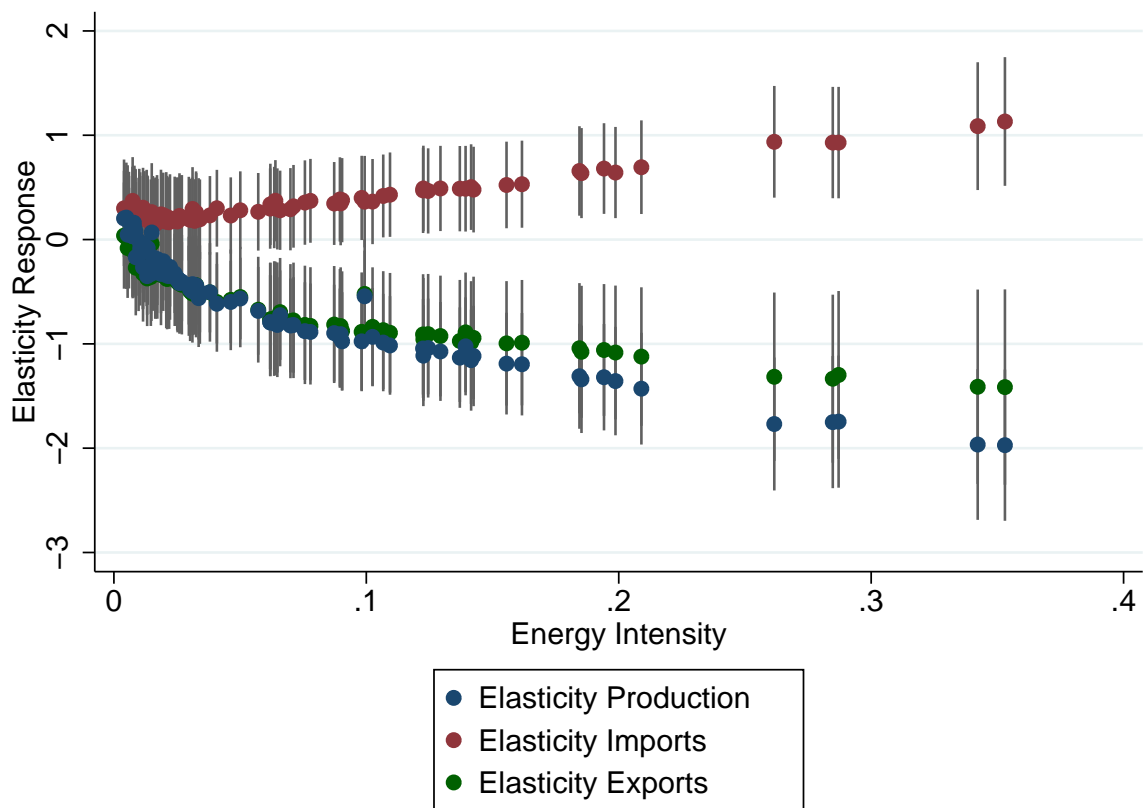 2
1
0
−1
−2
−3
Elasticity Response
0 .1 .2 .3 .4
Energy Intensity
Elasticity Production
Elasticity Imports
Elasticity Exports